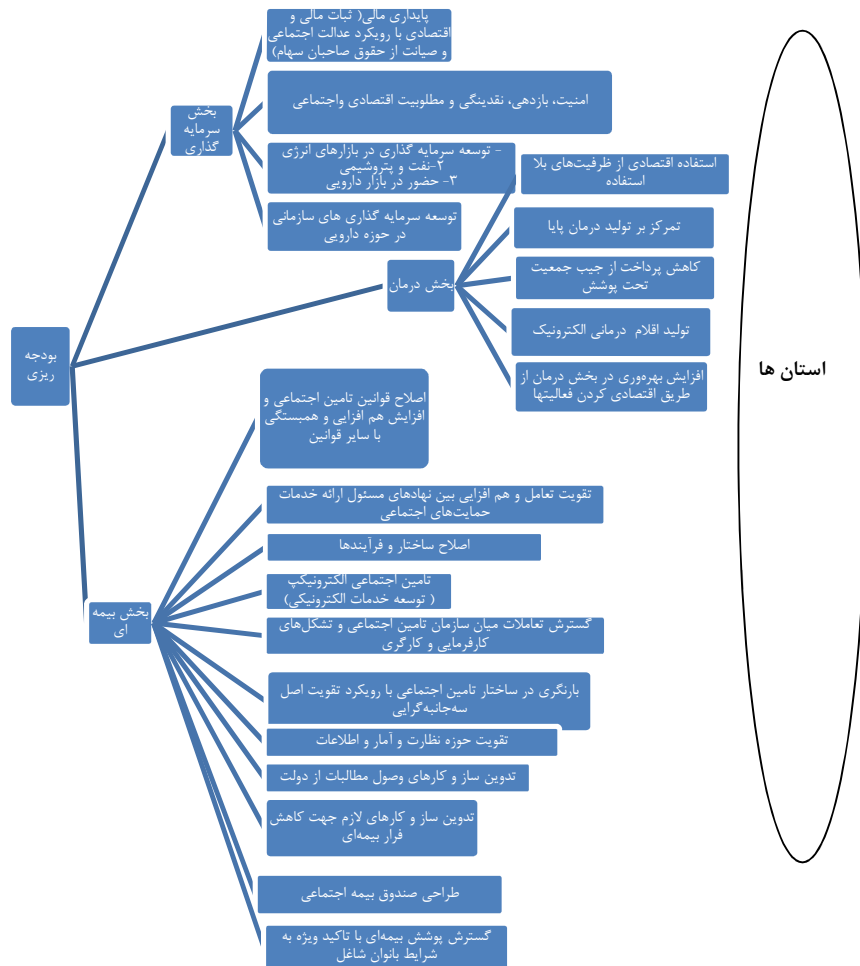 بودجه
ریزی
بخش
سرمایه
گذاری
پایداری مالی( ثبات مالی و
اقتصادی با رویکرد عدالت اجتماعی
و صیانت از حقوق صاحبان سهام)
امنیت، بازدهی، نقدینگی و مطلوبیت اقتصادی واجتماعی
- توسعه سرمایه گذاری در بازارهای انرژی
۲-نفت و پتروشیمی
۳- حضور در بازار دارویی
توسعه سرمایه گذاری های سازمانی
در حوزه دارویی
بخش درمان
استفاده اقتصادی از ظرفیت‌های بلا
استفاده
تمرکز بر تولید درمان پایا
کاهش پرداخت از جیب جمعیت
تحت پوشش
تولید اقلام درمانی الکترونیک
افزایش بهره‌وری در بخش درمان از
طریق اقتصادی کردن فعالیتها
بخش بیمه
ای
اصلاح قوانین تامین اجتماعی و
افزایش هم افزایی و همبستگی
با سایر قوانین
تقویت تعامل و هم افزایی بین نهادهای مسئول ارائه خدمات
حمایت‌های اجتماعی
اصلاح ساختار و فرآیندها
تامین اجتماعی الکترونیکپ
( توسعه خدمات الکترونیکی)
گسترش تعاملات میان سازمان تامین اجتماعی و تشکل‌های
کارفرمایی و کارگری
بارنگری در ساختار تامین اجتماعی با رویکرد تقویت اصل
سه‌جانبه‌گرایی
تقویت حوزه نظارت و آمار و اطلاعات
تدوین ساز و کارهای وصول مطالبات از دولت
تدوین ساز و کارهای لازم جهت کاهش
فرار بیمه‌ای
طراحی صندوق بیمه اجتماعی
گسترش پوشش بیمه‌ای با تاکید ویژه به
شرایط بانوان شاغل
استان ها